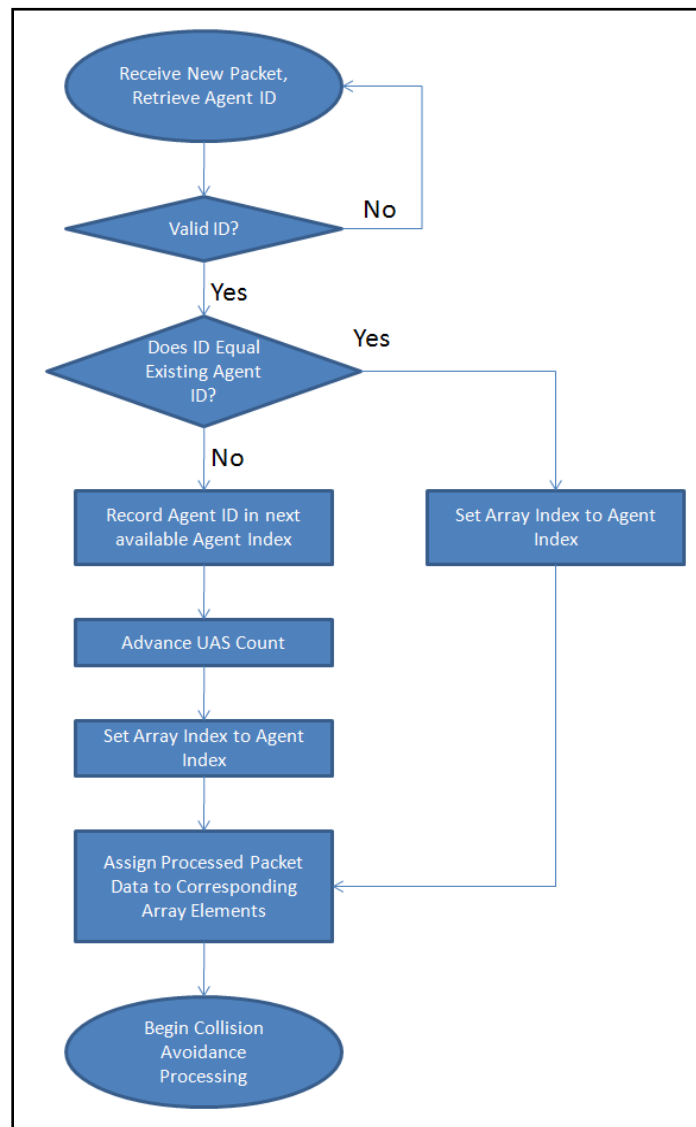 Receive New Packet,
Retrieve Agent ID
No
Valid ID?
Yes
Yes
Does ID Equal
Existing Agent
ID?
No
Record Agent ID in next
available Agent Index
Set Array Index to Agent
Index
Advance UAS Count
Set Array Index to Agent
Index
Assign Processed Packet
Data to Corresponding
Array Elements
Begin Collision
Avoidance
Processing